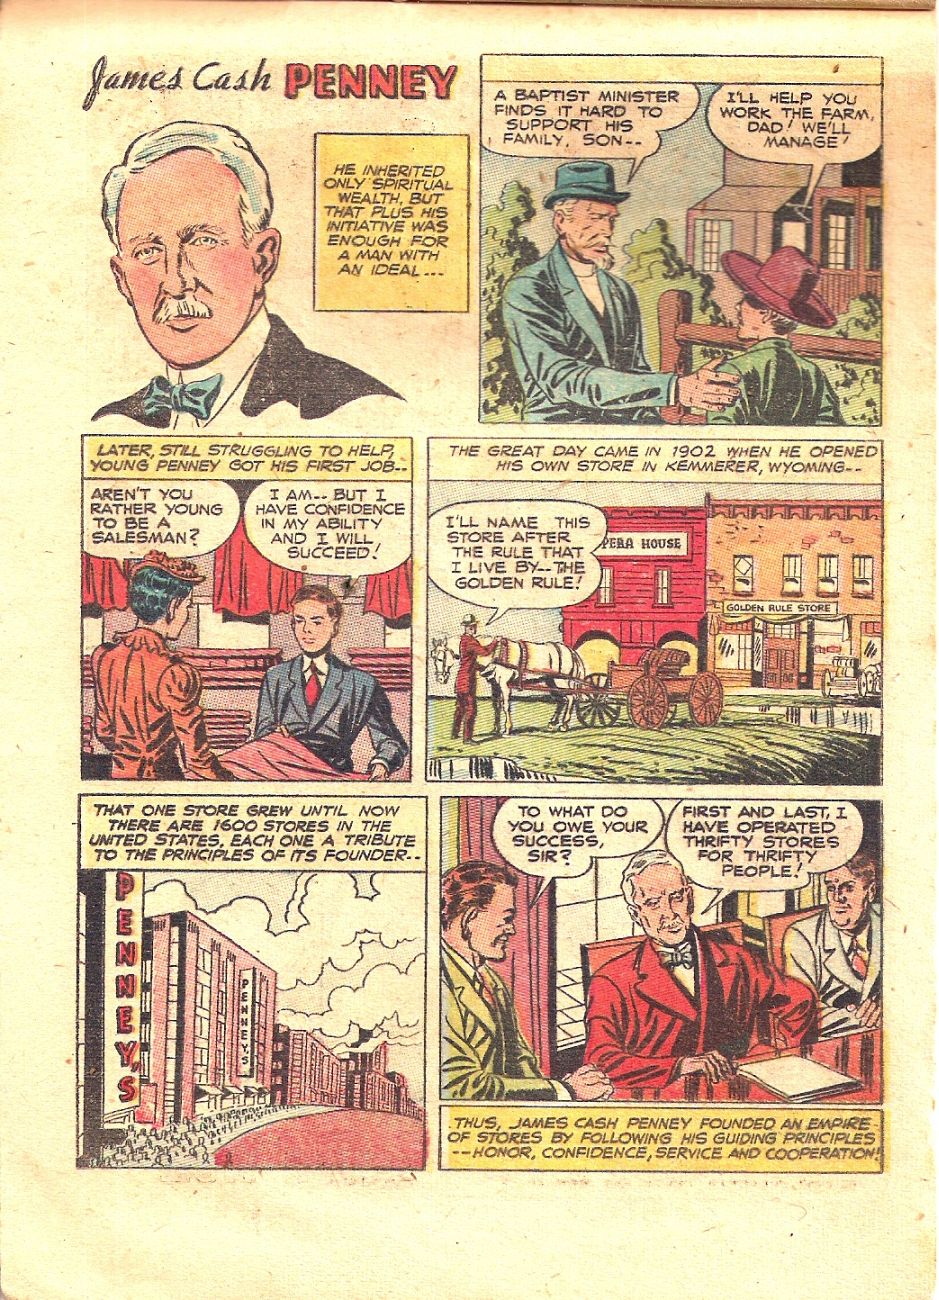 James Cash PENNEY
HE INHERITED
ONLY SPIRITUAL
WEALTH, BUT
THAT PLUS HIS
INITIATIVE WAS
ENOUGH FOR
A MAN WITH
AN IDEAL---
A BAPTIST MINISTER
FINDS IT HARD TO
SUPPORT HIS
FAMILY, SON--
I'LL HELP YOU
WORK THE FARM,
DAD! WE'LL
MANAGE!
LATER, STILL STRUGGLING TO HELP,
YOUNG PENNEY GOT HIS FIRST JOB--
AREN'T YOU
RATHER YOUNG
TO BE A
SALESMAN?
I AM-- BUT I
HAVE CONFIDENCE
IN MY ABILITY
AND I WILL
SUCCEED!
THE GREAT DAY CAME IN 1902 WHEN HE OPENED
HIS OWN STORE IN KEMMERER, WYOMING--
I'LL NAME THIS
STORE AFTER
THE RULE THAT
I LIVE BY-- THE
GOLDEN RULE!
PERA HOUSE
GOLDEN RULE STORE
THAT ONE STORE GREW UNTIL NOW
THERE ARE 1600 STORES IN THE
UNITED STATES, EACH ONE A TRIBUTE
TO THE PRINCIPLES OF ITS FOUNDER--
PENNEY'S
PENNEY'S
TO WHAT DO
YOU OWE YOUR
SUCCESS,
SIR?
FIRST AND LAST, I
HAVE OPERATED
THRIFTY STORES
FOR THRIFTY
PEOPLE!
THUS, JAMES CASH PENNEY FOUNDED AN EMPIRE
OF STORES BY FOLLOWING HIS GUIDING PRINCIPLES
--HONOR, CONFIDENCE, SERVICE AND COOPERATION!